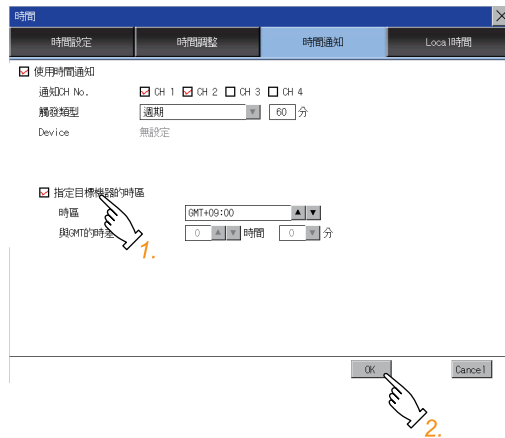 時間
時間設定 時間調整 時間通知 Local時間
使用時間通知
通知CH No. CH 1 CH 2 CH 3 CH 4
觸發類型 週期 60 分
Device 無設定
指定目標機器的時區
時區 GMT+09:00
與GMT的時差 0 時間 0 分
1.
OK Cancel
2.